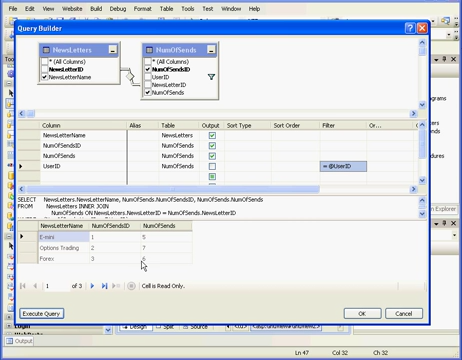 File Edit View Website Build Debug Data Tools Test Window Help
Query Builder
NewsLetters
* (All Columns)
NewsLetterID
NewsLetterName
NumOfSends
* (All Columns)
NumOfSendsID
UserID
NewsLetterID
NumOfSends
Column Alias Table Output Sort Type Sort Order Filter Or...
NewsLetterName NewsLetters
NumOfSendsID NumOfSends
NumOfSends NumOfSends
UserID NumOfSends = @UserID
SELECT NewsLetters.NewsLetterName, NumOfSends.NumOfSendsID, NumOfSends.NumOfSends
FROM NewsLetters INNER JOIN
NumOfSends ON NewsLetters.NewsLetterID = NumOfSends.NewsLetterID
NewsLetterName NumOfSendsID NumOfSends
E-mini 1 5
Options Trading 2 7
Forex 3 6
1 of 3 Cell is Read Only.
Execute Query OK Cancel
Design Split Source
Output
Ln 47 Col 32 Ch 32